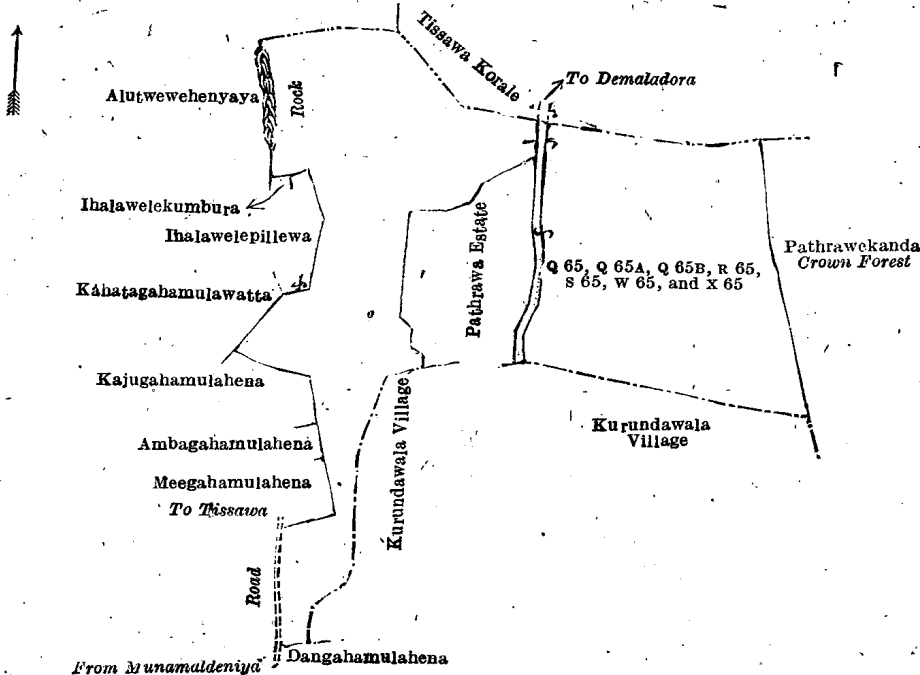 Tissawa Korale
To Demaladora
Alutwewehenyaya
Rock
Ihalawelekumbura
Ihalawelepillewa
Pathrawa Estate
Pathrawekanda
Crown Forest
Q 65, Q 65A, Q 65B, R 65,
S 65, W 65, and X 65
Kahatagahamulawatta
Kajugahamulahena
Kurundawala Village
Kurundawala
Village
Ambagahamulahena
Meegahamulahena
To Tissawa
Road
Dangahamulahena
From Munamaldeniya